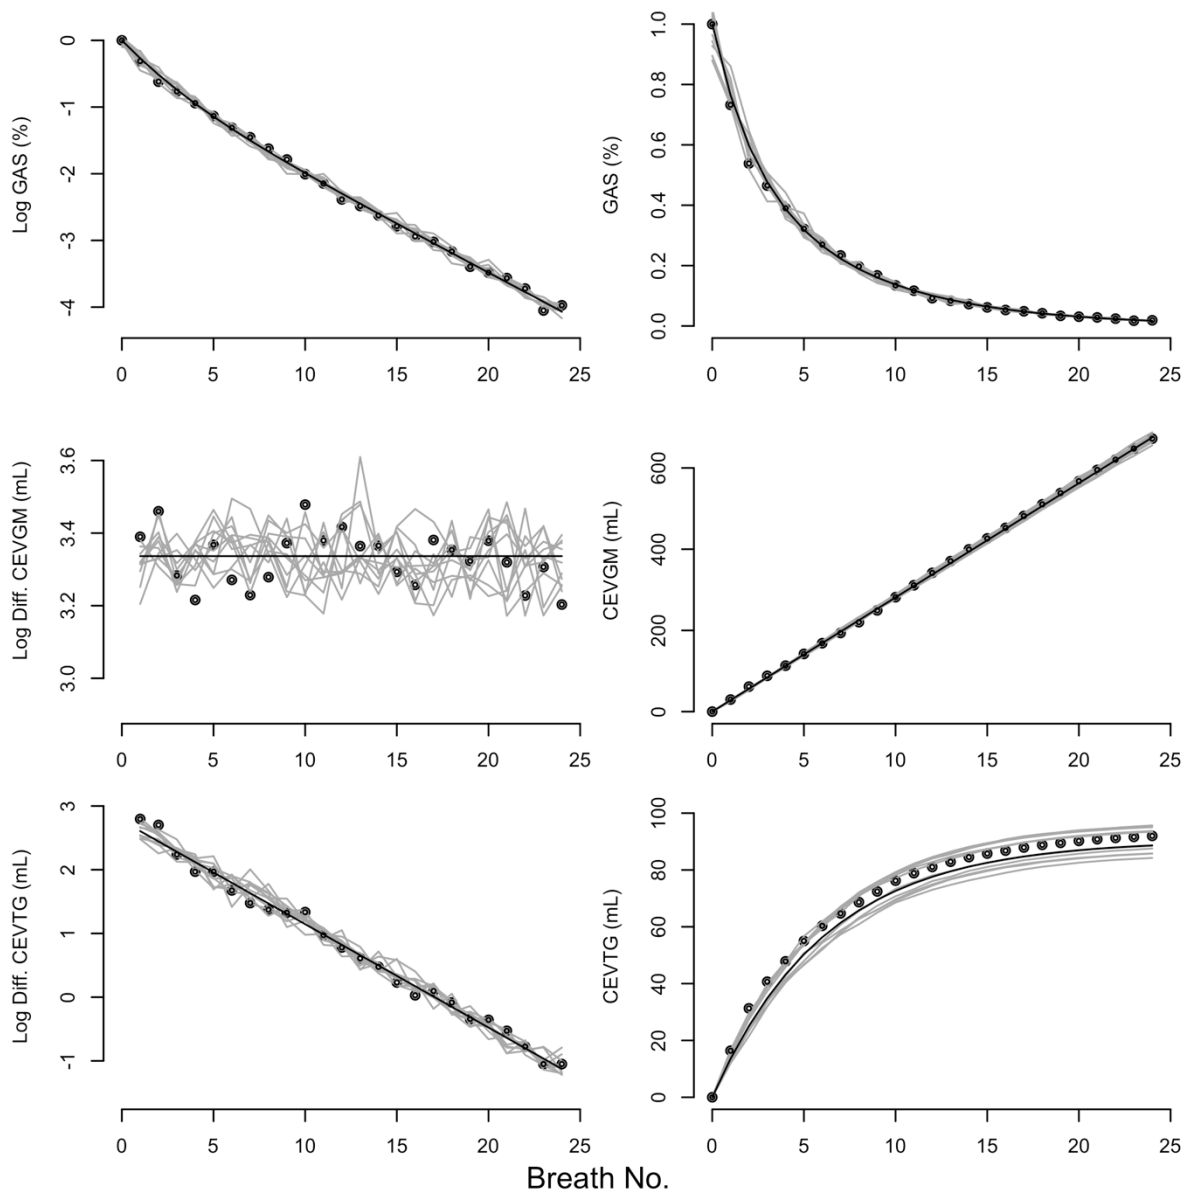 Log GAS (%)
0
-1
-2
-3
-4
0 5 10 15 20 25
GAS (%)
1.0
0.8
0.6
0.4
0.2
0.0
0 5 10 15 20 25
Log Diff. CEVGM (mL)
3.6
3.4
3.2
3.0
0 5 10 15 20 25
CEVGM (mL)
600
400
200
0
0 5 10 15 20 25
Log Diff. CEVTG (mL)
3
2
1
0
-1
0 5 10 15 20 25
CEVTG (mL)
100
80
60
40
20
0
0 5 10 15 20 25
Breath No.